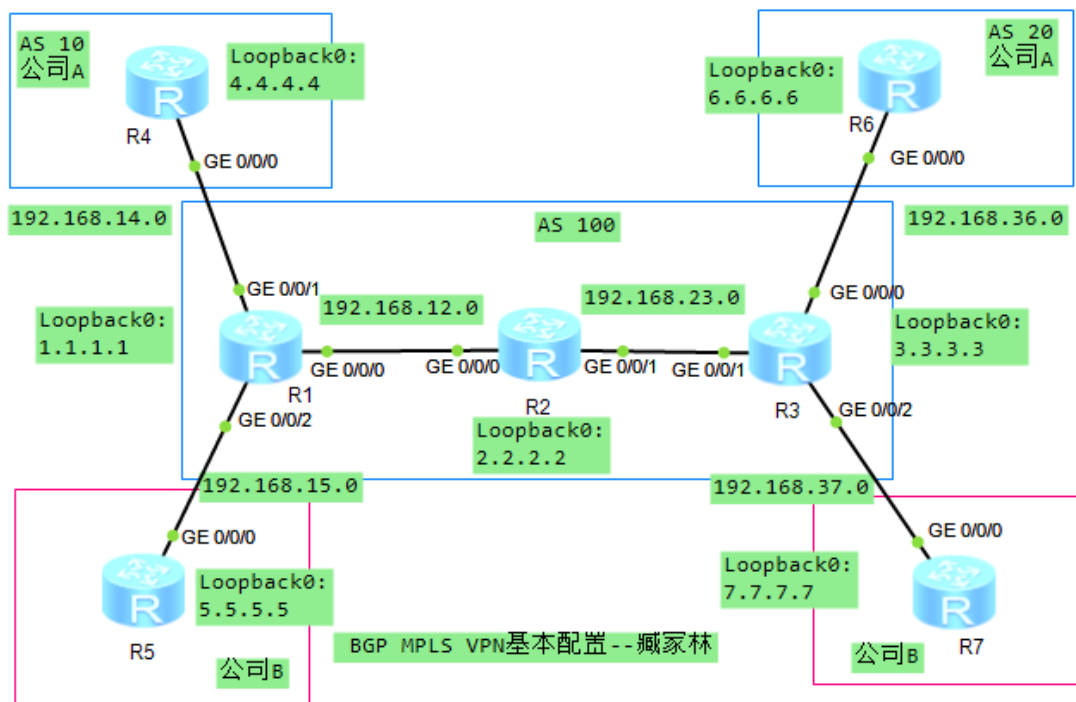 AS 10
公司A
Loopback0:
4.4.4.4
R
R4
GE 0/0/0
AS 20
公司A
Loopback0:
6.6.6.6
R
R6
GE 0/0/0
192.168.14.0
192.168.36.0
AS 100
GE 0/0/1
GE 0/0/0
192.168.12.0
192.168.23.0
Loopback0:
1.1.1.1
R
R1
GE 0/0/0
GE 0/0/0
R
R2
GE 0/0/1
GE 0/0/1
R
R3
Loopback0:
3.3.3.3
GE 0/0/2
GE 0/0/2
Loopback0:
2.2.2.2
192.168.15.0
192.168.37.0
GE 0/0/0
GE 0/0/0
R
R5
Loopback0:
5.5.5.5
Loopback0:
7.7.7.7
R
R7
公司B
BGP MPLS VPN基本配置--臧家林
公司B